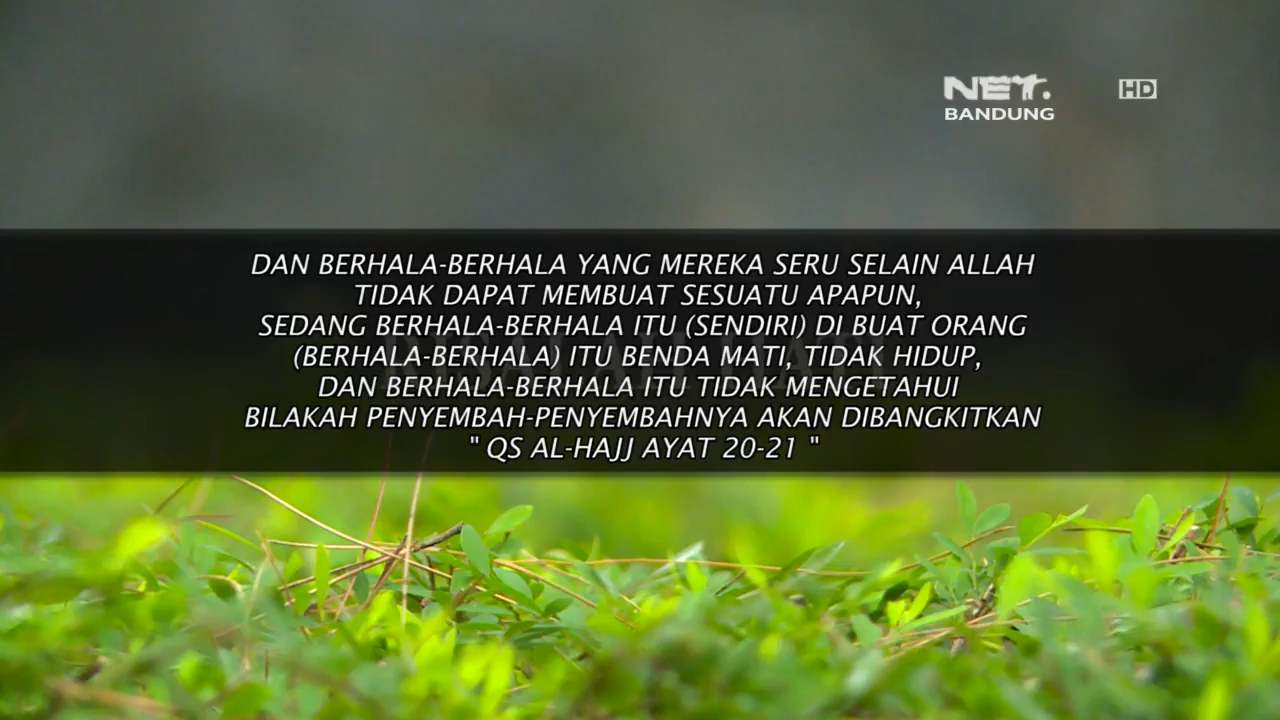 NET.
HD
BANDUNG
DAN BERHALA-BERHALA YANG MEREKA SERU SELAIN ALLAH
TIDAK DAPAT MEMBUAT SESUATU APAPUN,
SEDANG BERHALA-BERHALA ITU (SENDIRI) DI BUAT ORANG
(BERHALA-BERHALA) ITU BENDA MATI, TIDAK HIDUP,
DAN BERHALA-BERHALA ITU TIDAK MENGETAHUI
BILAKAH PENYEMBAH-PENYEMBAHNYA AKAN DIBANGKITKAN
" QS AL-HAJJ AYAT 20-21 "